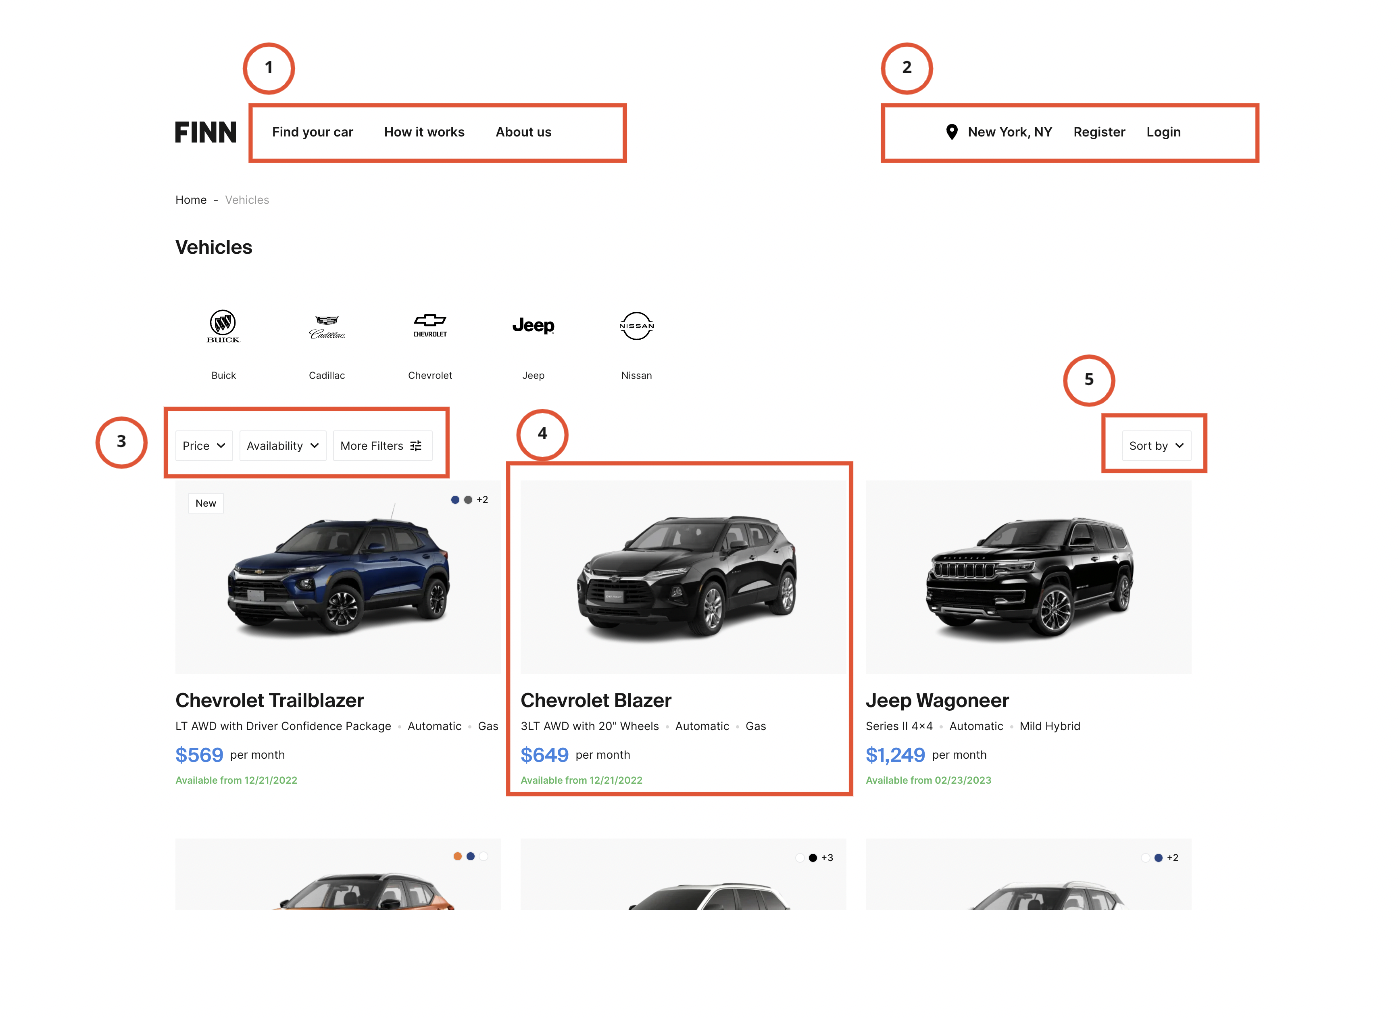 1
2
FINN Find your car How it works About us New York, NY Register Login
Home - Vehicles
Vehicles
BUICK Cadillac CHEVROLET Jeep NISSAN
Buick Cadillac Chevrolet Jeep Nissan
5
3
4
Price Availability More Filters Sort by
New +2
Chevrolet Trailblazer
LT AWD with Driver Confidence Package • Automatic • Gas
$569 per month
Available from 12/21/2022
Chevrolet Blazer
3LT AWD with 20" Wheels • Automatic • Gas
$649 per month
Available from 12/21/2022
Jeep Wagoneer
Series II 4x4 • Automatic • Mild Hybrid
$1,249 per month
Available from 02/23/2023
+3
+2